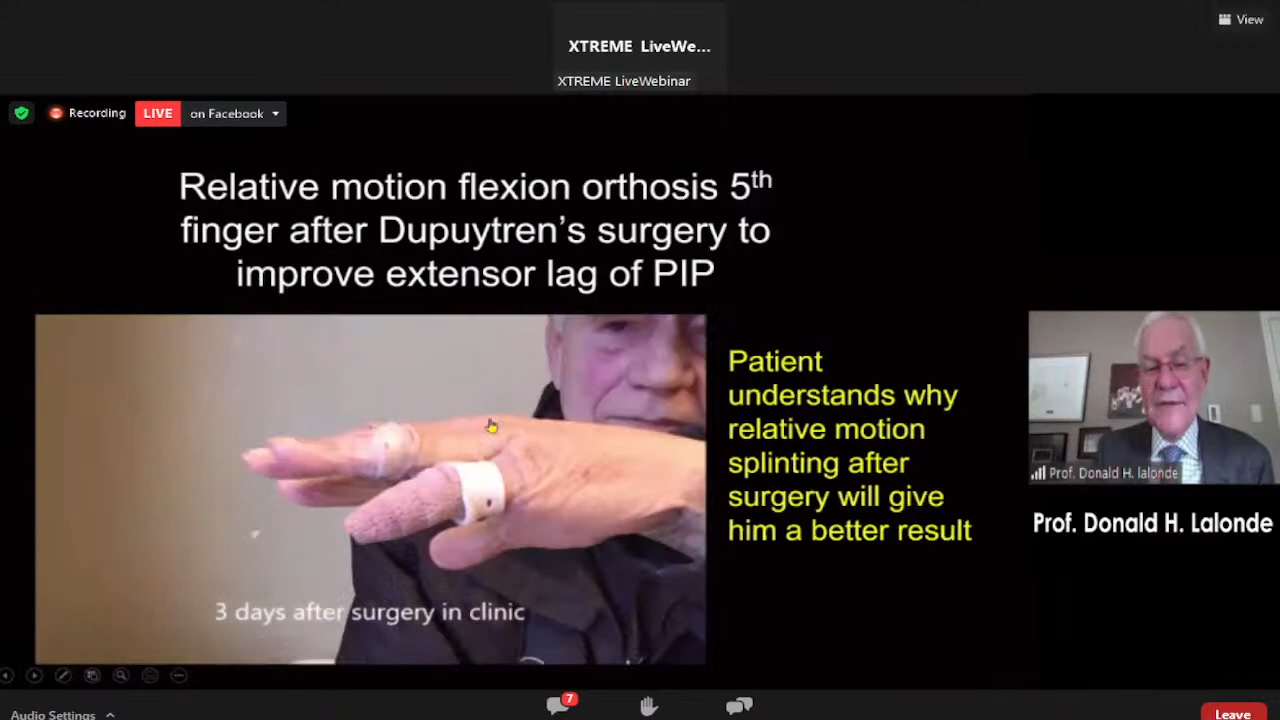 View
XTREME LiveWe...
XTREME LiveWebinar
Recording
LIVE
on Facebook
Relative motion flexion orthosis 5th
finger after Dupuytren's surgery to
improve extensor lag of PIP
Patient
understands why
relative motion
splinting after
surgery will give
him a better result
3 days after surgery in clinic
Prof. Donald H. lalonde
Prof. Donald H. Lalonde
7
Audio Settings
Leave